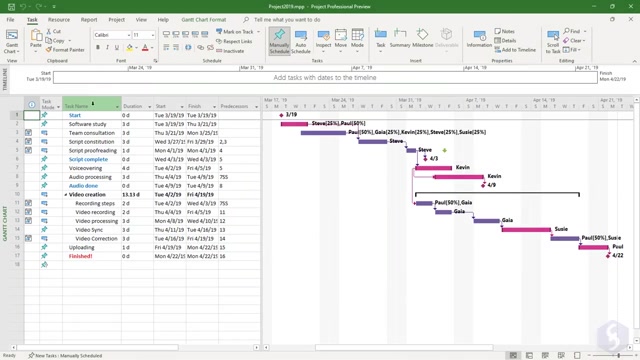 Project2019.mpp - Project Professional Preview
Task Resource Report Project View Help Gantt Chart Format Tell me what you want to do
Gantt Chart Paste Cut Copy Format Painter Calibri 11 Mark on Track Respect Links Inactivate Manually Schedule Auto Schedule Inspect Move Mode Task Summary Milestone Deliverable Information Notes Details Add to Timeline Scroll to Task Find Clear Fill
View Clipboard Font Schedule Tasks Insert Properties Editing
TIMELINE
Mar 24, '19 Mar 31, '19 Apr 7, '19 Apr 14, '19 Apr 21, '19
Start
Tue 3/19/19
Add tasks with dates to the timeline
Finish
Mon 4/22/19
Task Mode Task Name Duration Start Finish Predecessors
Mar 17, '19 Mar 24, '19 Mar 31, '19 Apr 7, '19 Apr 14, '19 Apr 21, '19
1 Start 0 d Tue 3/19/19 Tue 3/19/19 3/19
2 Software study 3 d Tue 3/19/19 Thu 3/21/19 1 Steve[25%],Paul[50%]
3 Team consultation 3 d Thu 3/21/19 Mon 3/25/19 Paul[50%],Gaia[25%],Kevin[25%],Steve[25%],Susie[25%]
4 Script constitution 3 d Wed 3/27/19 Fri 3/29/19 2,3 Steve
5 Script proofreading 1 d Mon 4/1/19 Mon 4/1/19 4 Steve
6 Script complete 0 d Wed 4/3/19 Wed 4/3/19 5 4/3
7 Voiceovering 4 d Tue 4/2/19 Fri 4/5/19 6 Kevin
8 Audio processing 3 d Thu 4/4/19 Tue 4/9/19 7SS Kevin
9 Audio done 0 d Tue 4/9/19 Tue 4/9/19 8 4/9
10 Video creation 13.13 d Tue 4/2/19 Fri 4/19/19
11 Recording steps 2 d Tue 4/2/19 Wed 4/3/19 7SS Paul[50%],Gaia
12 Video recording 2 d Thu 4/4/19 Fri 4/5/19 11 Gaia
13 Video processing 3 d Mon 4/8/19 Wed 4/10/19 12 Gaia
14 Video Sync 3 d Thu 4/11/19 Tue 4/16/19 13 Susie
15 Video Correction 3 d Tue 4/16/19 Fri 4/19/19 14 Paul[50%],Susie
16 Uploading 1 d Fri 4/19/19 Mon 4/22/19 15 Paul
17 Finished! 0 d Mon 4/22/19 Mon 4/22/19 16 4/22
18
GANTT CHART
New Tasks : Manually Scheduled